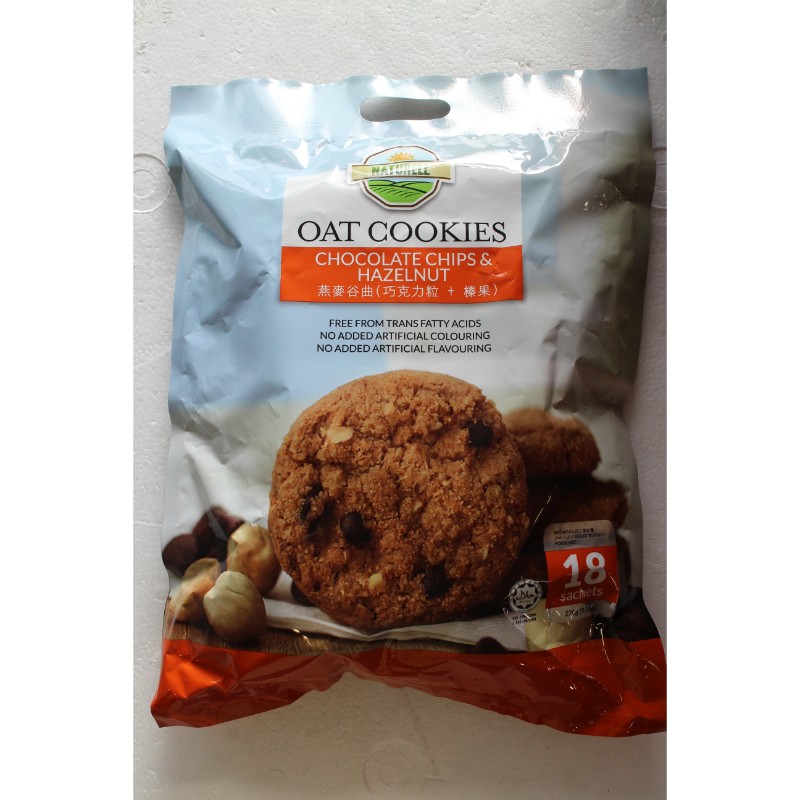 NATURELL
OAT COOKIES
CHOCOLATE CHIPS &
HAZELNUT
燕麥谷曲(巧克力粒 + 榛果)
FREE FROM TRANS FATTY ACIDS
NO ADDED ARTIFICIAL COLOURING
NO ADDED ARTIFICIAL FLAVOURING
18
sachets